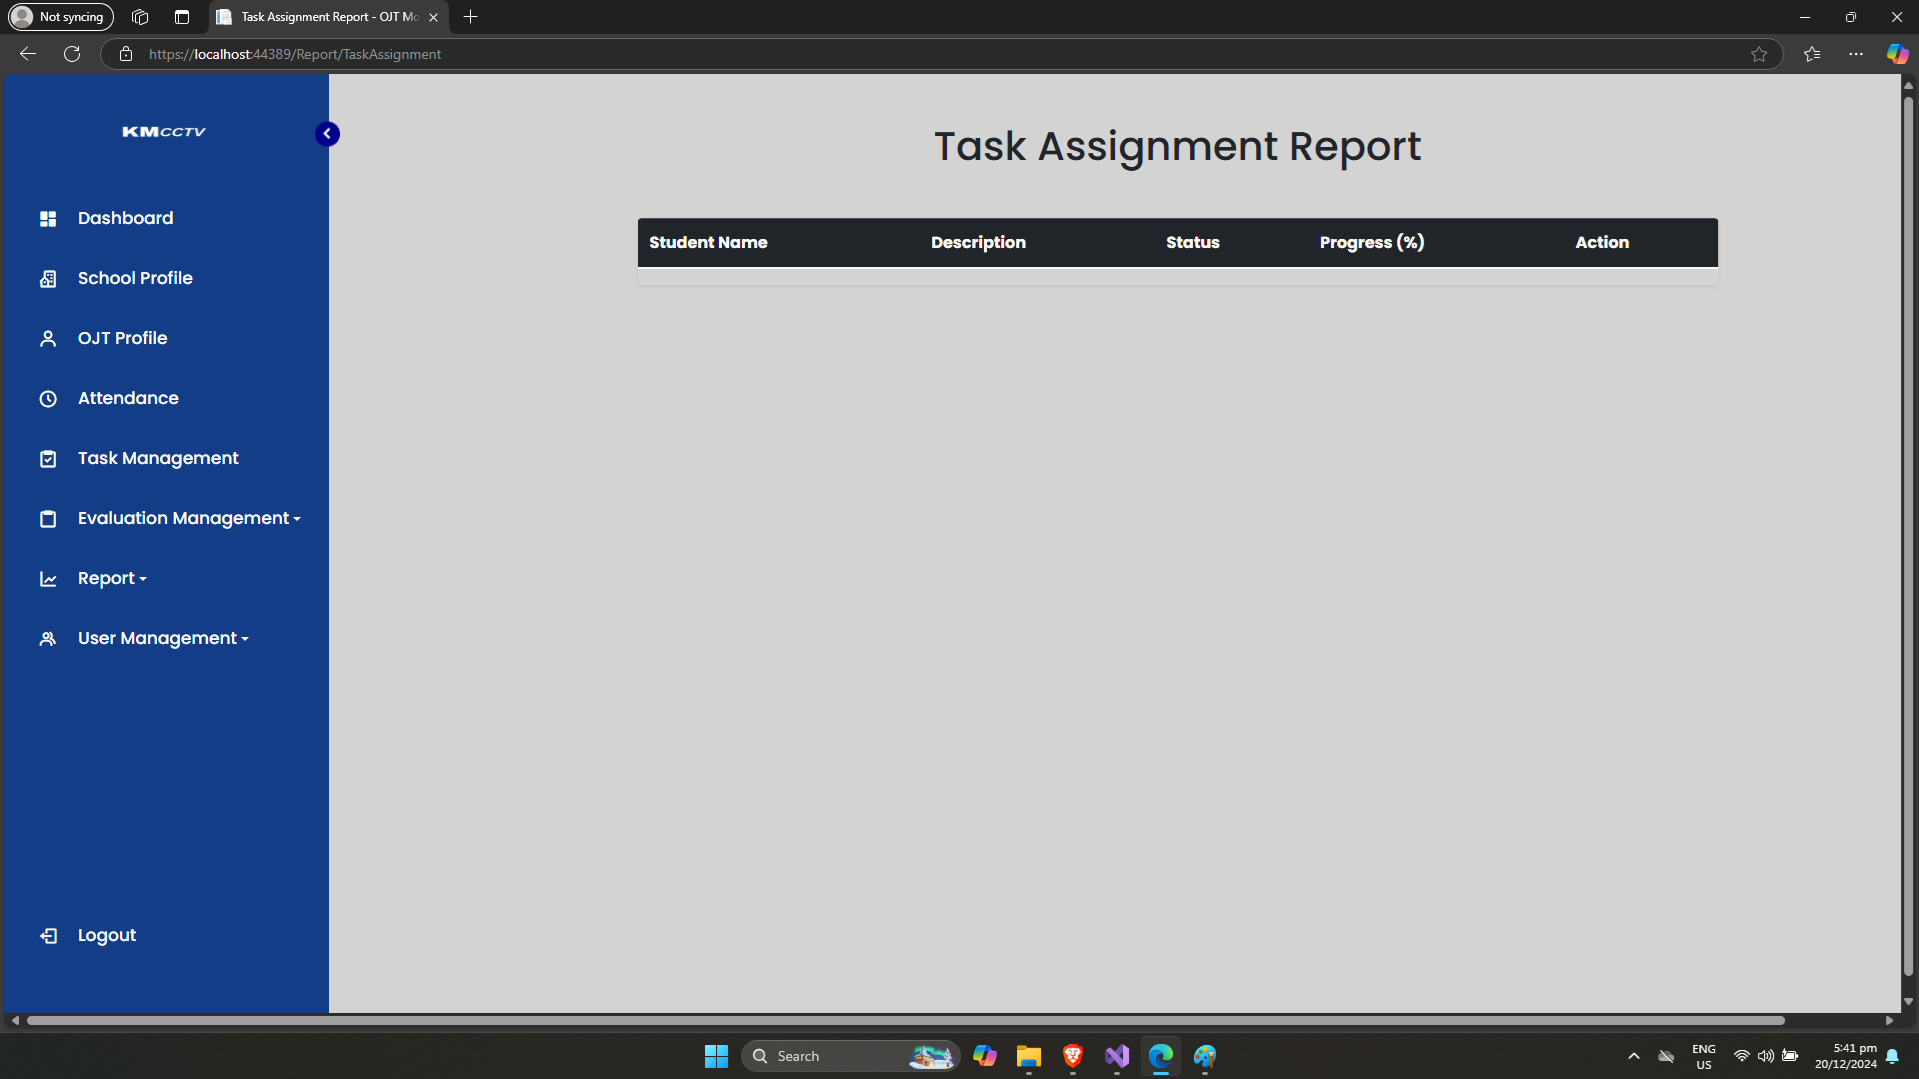 Not syncing
Task Assignment Report - OJT Mo
https://localhost:44389/Report/TaskAssignment
KMCCTV
Task Assignment Report
Student Name Description Status Progress (%) Action
Dashboard
School Profile
OJT Profile
Attendance
Task Management
Evaluation Management
Report
User Management
Logout
Search
ENG
US
5:41 pm
20/12/2024